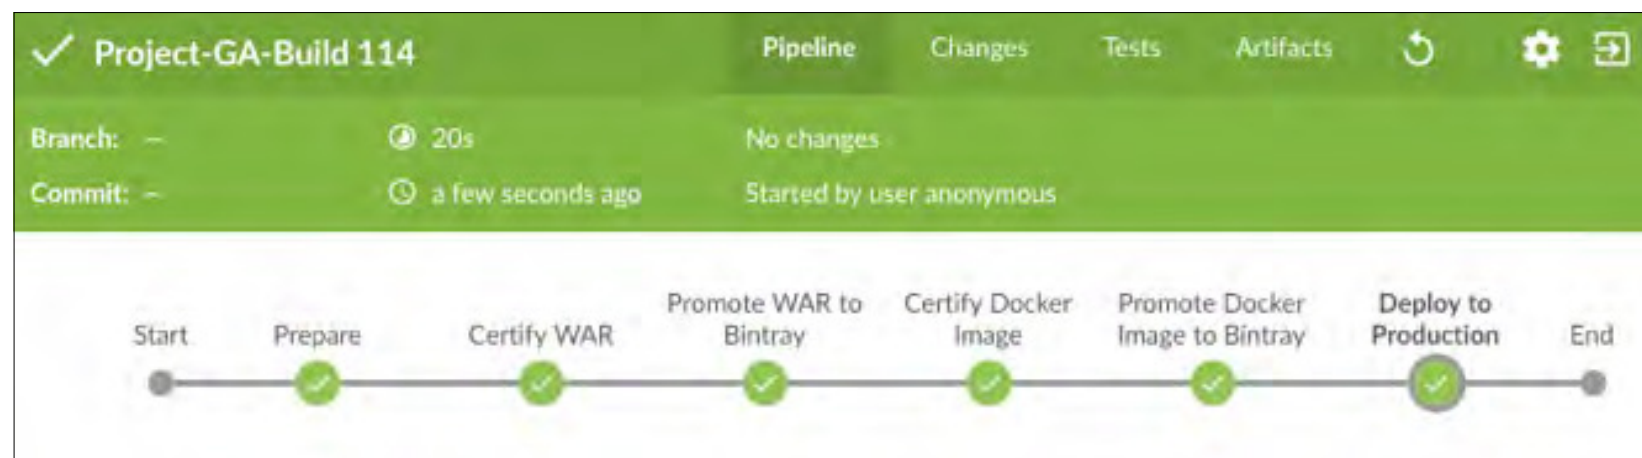 Project-GA-Build 114
Pipeline Changes Tests Artifacts
Branch: – 20s No changes
Commit: – a few seconds ago Started by user anonymous
Promote WAR to Certify Docker Promote Docker Deploy to
Start Prepare Certify WAR Bintray Image Image to Bintray Production End